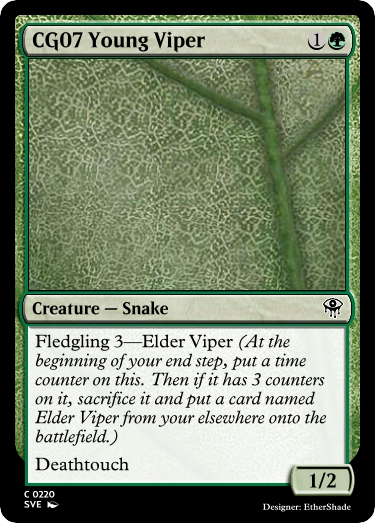 CG07 Young Viper 1
Creature — Snake
Fledgling 3—Elder Viper (At the
beginning of your end step, put a time
counter on this. Then if it has 3 counters
on it, sacrifice it and put a card named
Elder Viper from your elsewhere onto the
battlefield.)
Deathtouch
1/2
C 0220
SVE
Designer: EtherShade